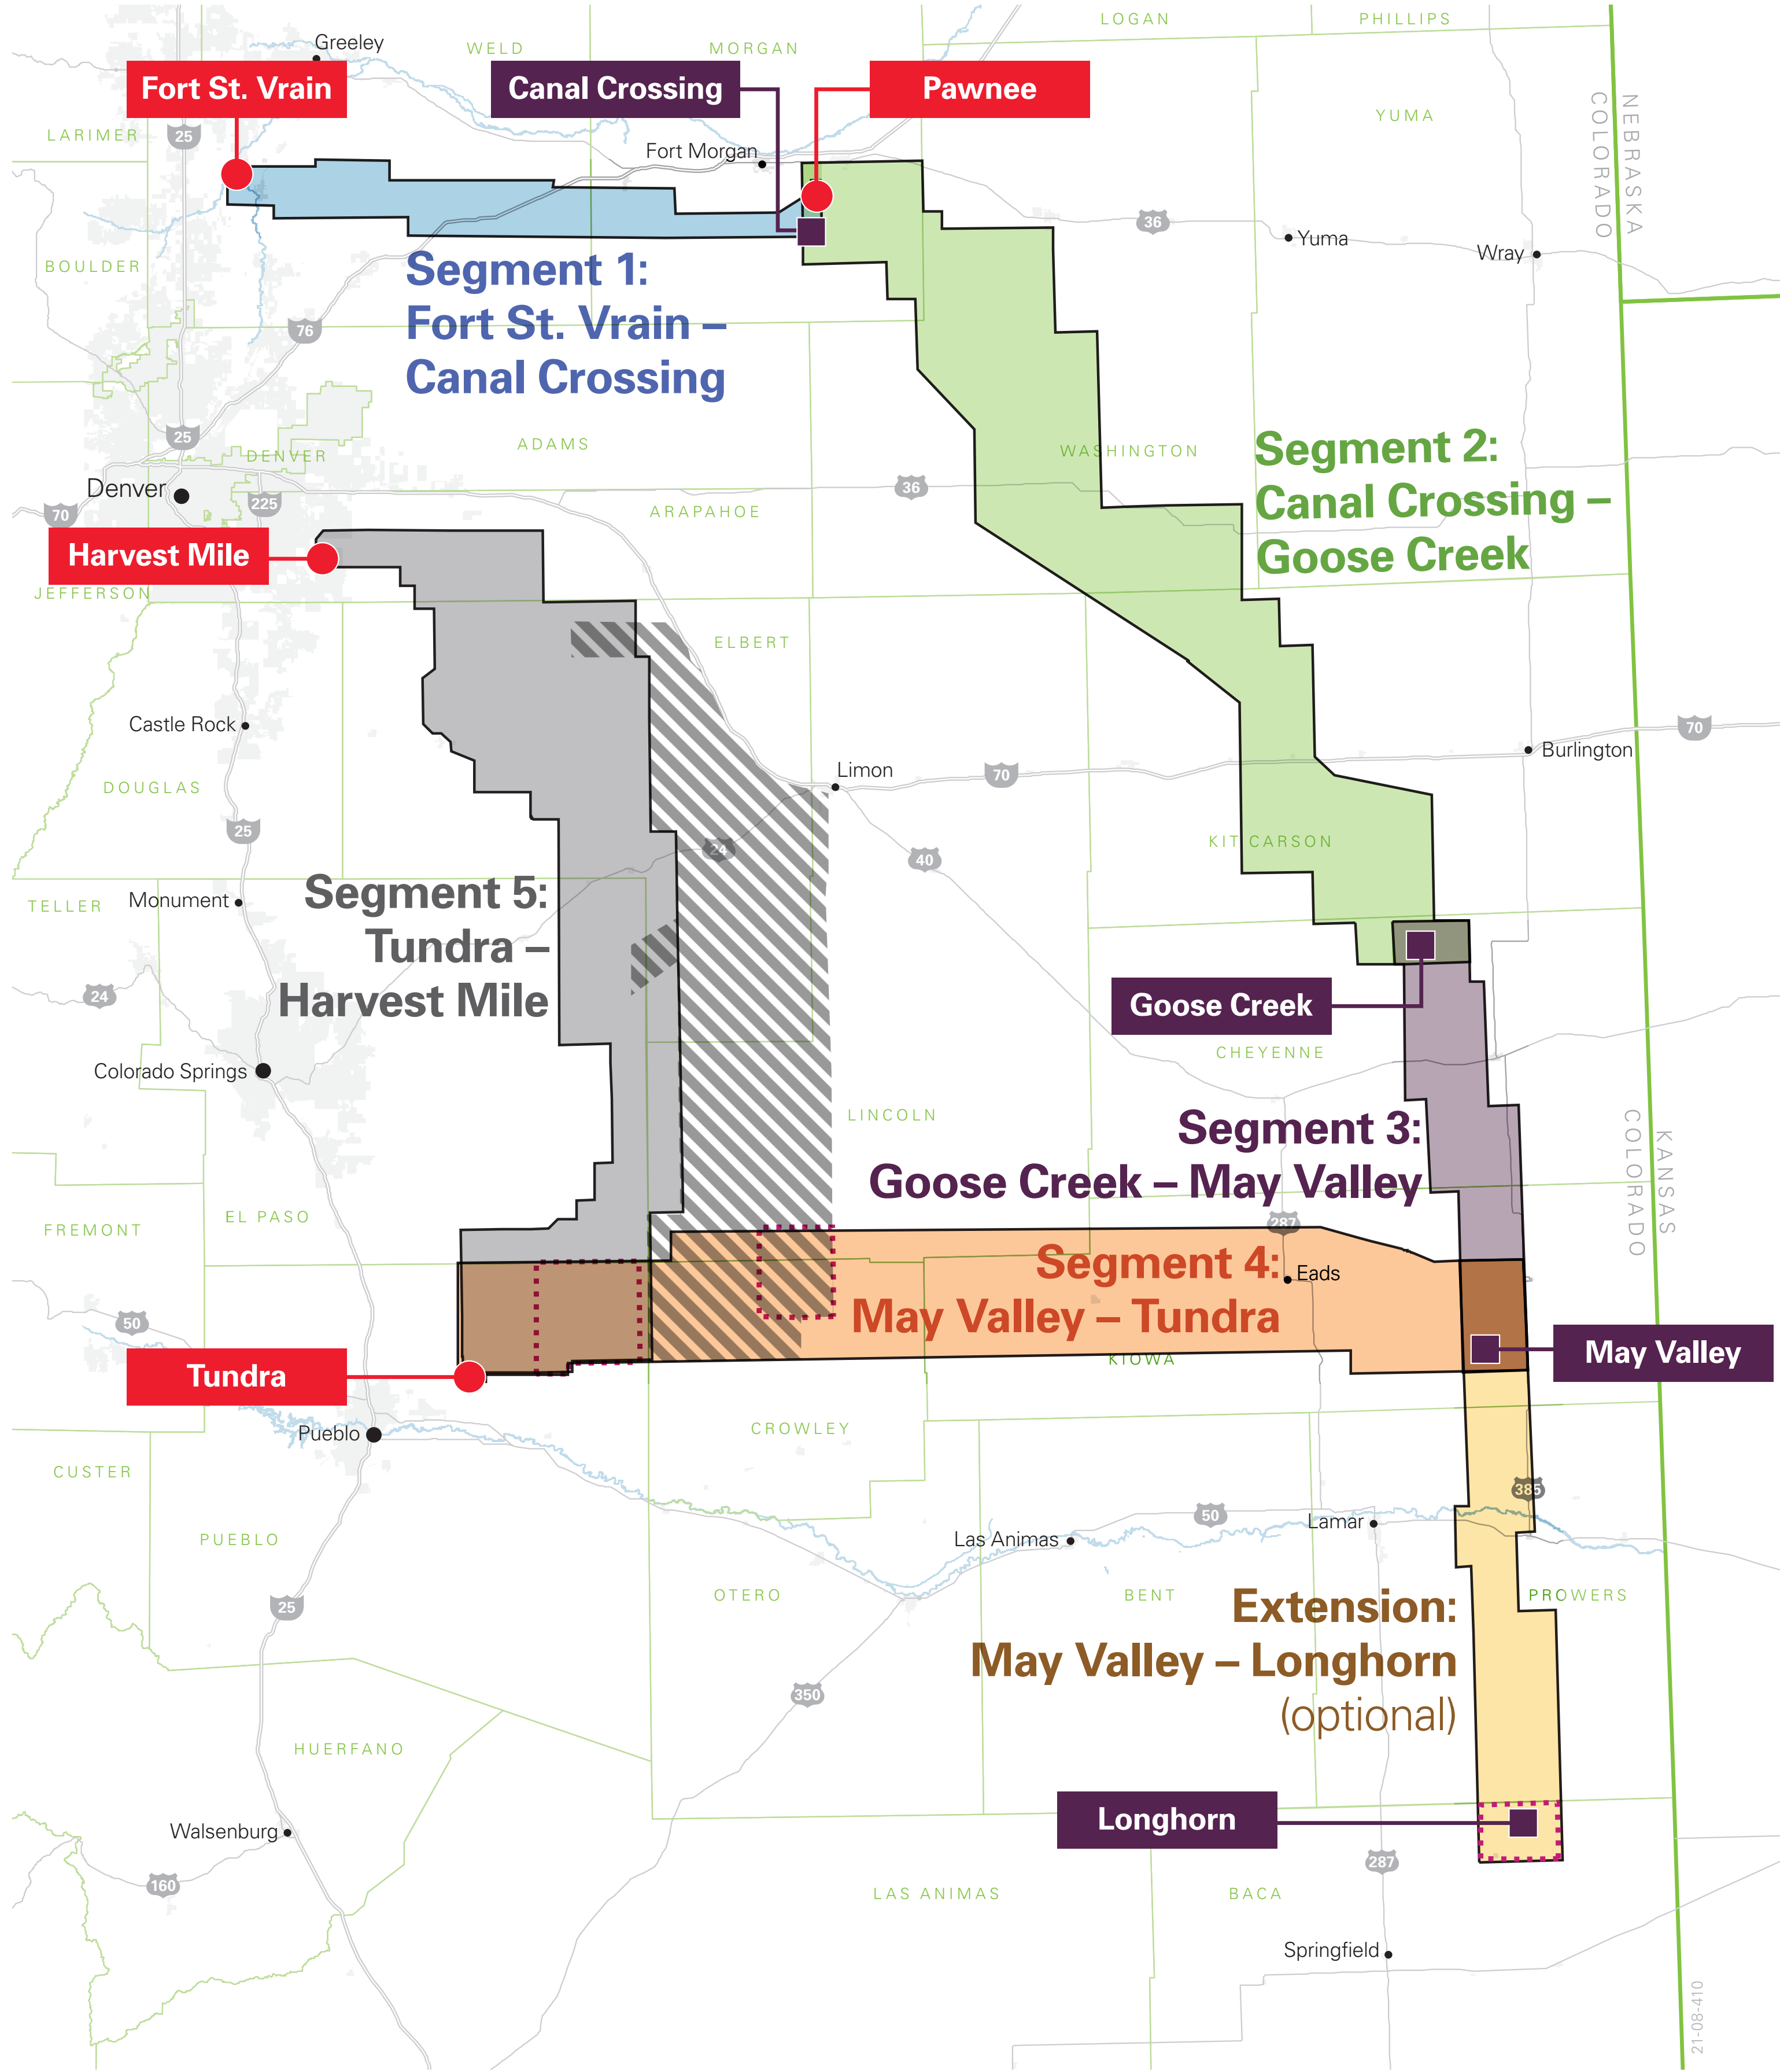 LOGAN
PHILLIPS
Greeley
WELD
MORGAN
Fort St. Vrain
Canal Crossing
Pawnee
NEBRASKA
COLORADO
YUMA
LARIMER
25
Fort Morgan
36
Yuma
Wray
BOULDER
Segment 1:
Fort St. Vrain –
Canal Crossing
76
25
DENVER
ADAMS
WASHINGTON
Segment 2:
Canal Crossing –
Goose Creek
Denver
70
225
36
ARAPAHOE
Harvest Mile
JEFFERSON
ELBERT
Castle Rock
70
Burlington
Limon
70
DOUGLAS
25
24
40
KIT CARSON
Segment 5:
Tundra –
Harvest Mile
TELLER
Monument
24
Goose Creek
CHEYENNE
Colorado Springs
LINCOLN
Segment 3:
Goose Creek – May Valley
KANSAS
COLORADO
EL PASO
FREMONT
287
Segment 4:
May Valley – Tundra
Eads
50
KIOWA
May Valley
Tundra
Pueblo
CROWLEY
CUSTER
385
50
Lamar
Las Animas
PUEBLO
25
OTERO
BENT
PROWERS
Extension:
May Valley – Longhorn
(optional)
350
HUERFANO
Longhorn
Walsenburg
287
160
LAS ANIMAS
BACA
Springfield
21-08-410